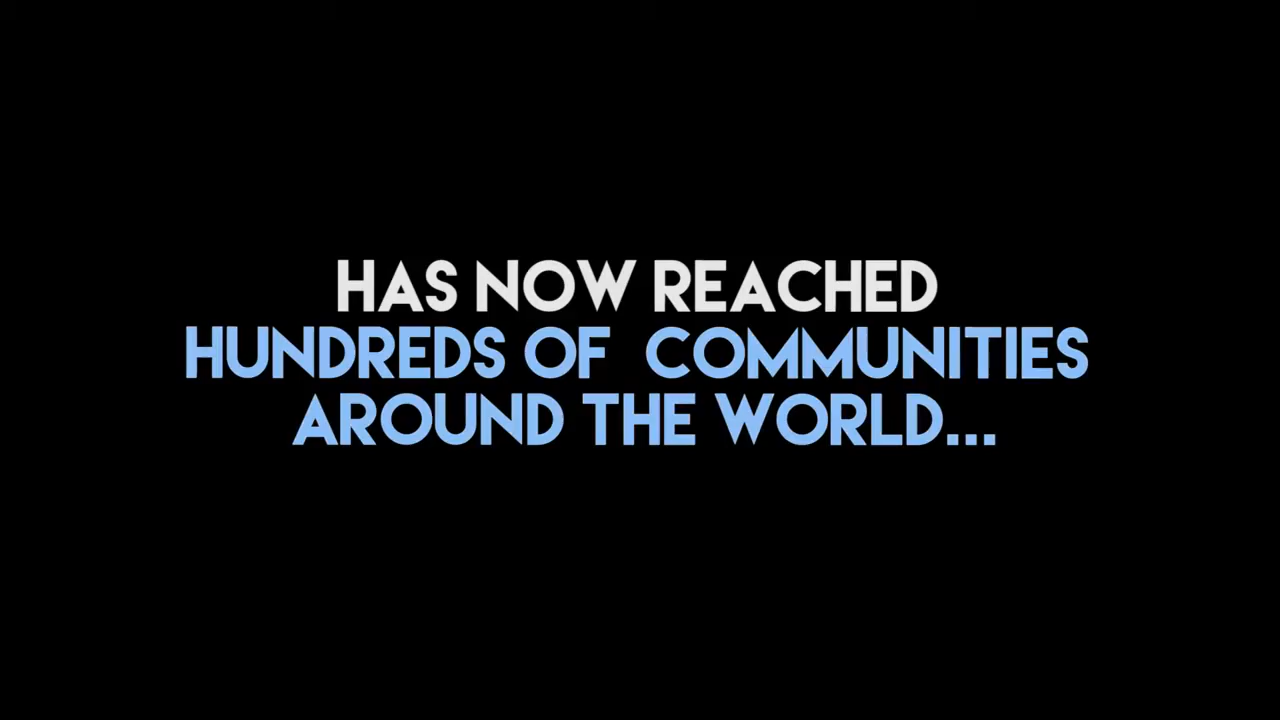 HAS NOW REACHED
HUNDREDS OF COMMUNITIES
AROUND THE WORLD...